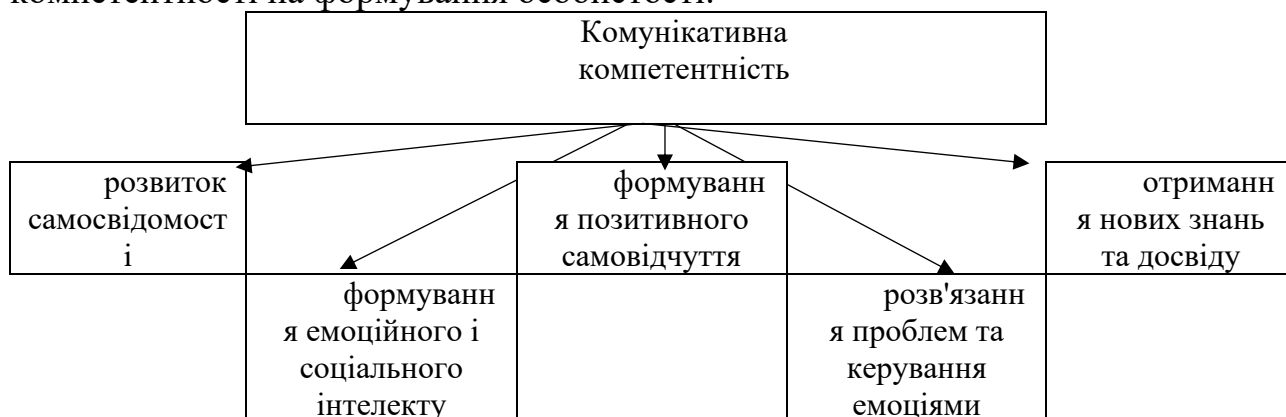 компетентності на формування особистості.
Комунікативна
компетентність
розвиток
самосвідомост
і
формуванн
я позитивного
самовідчуття
отриманн
я нових знань
та досвіду
формуванн
я емоційного і
соціального
інтелекту
розв'язанн
я проблем та
керування
емоціями